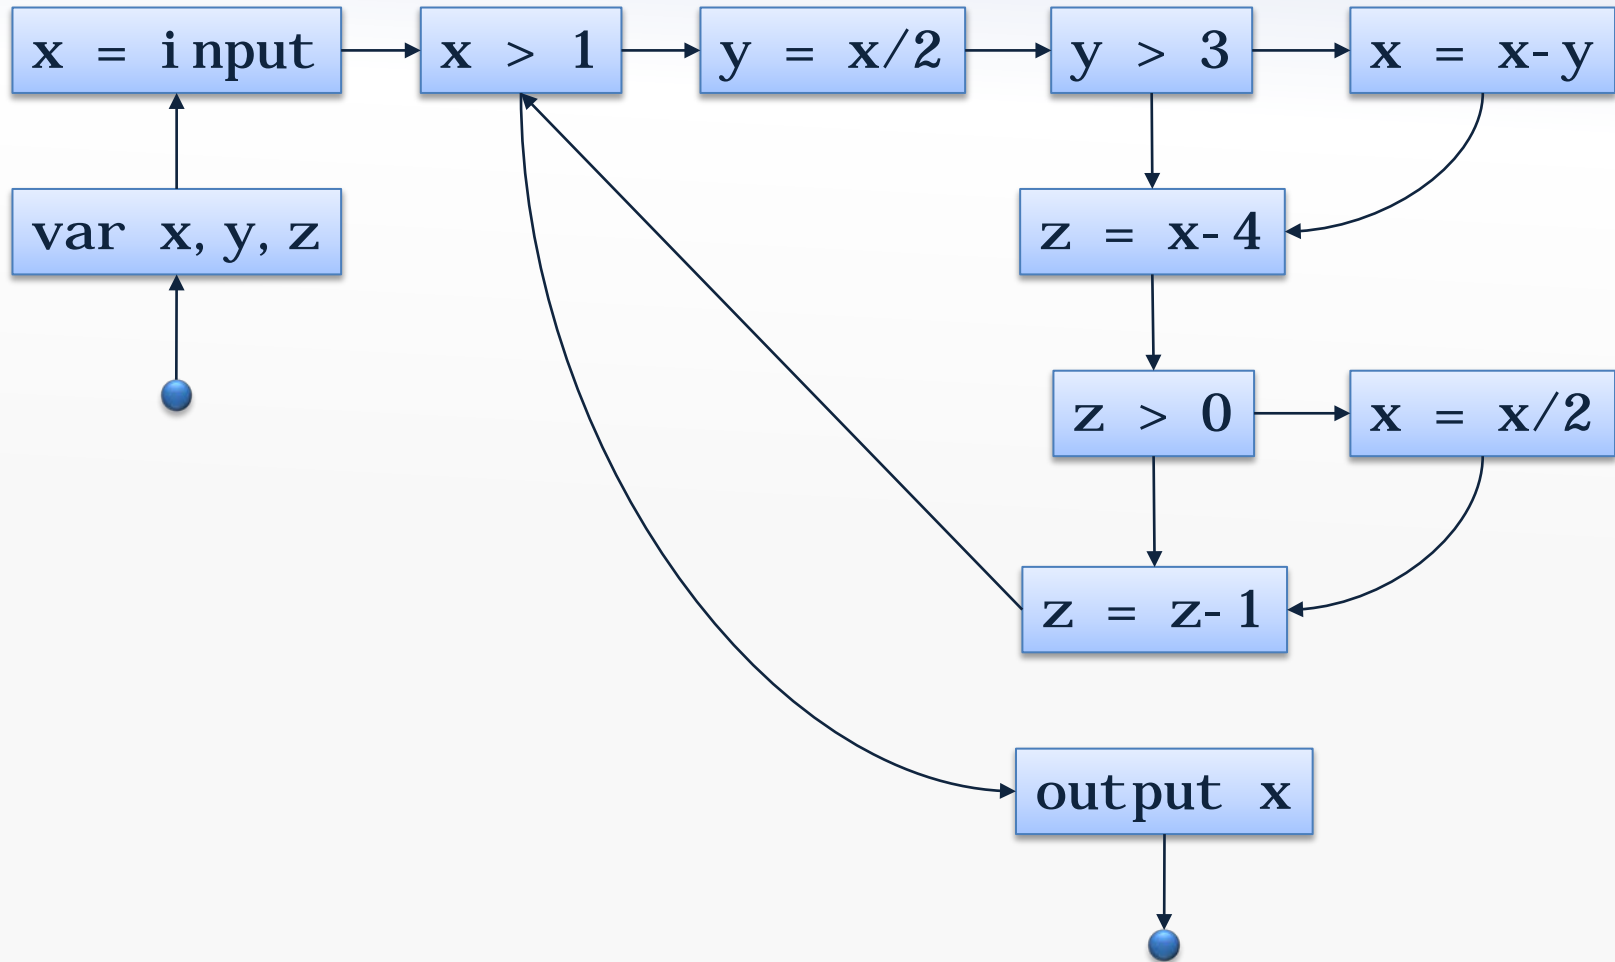 x = input
x > 1
y = x/2
y > 3
x = x-y
var x,y,z
z = x-4
z > 0
x = x/2
z = z-1
output x